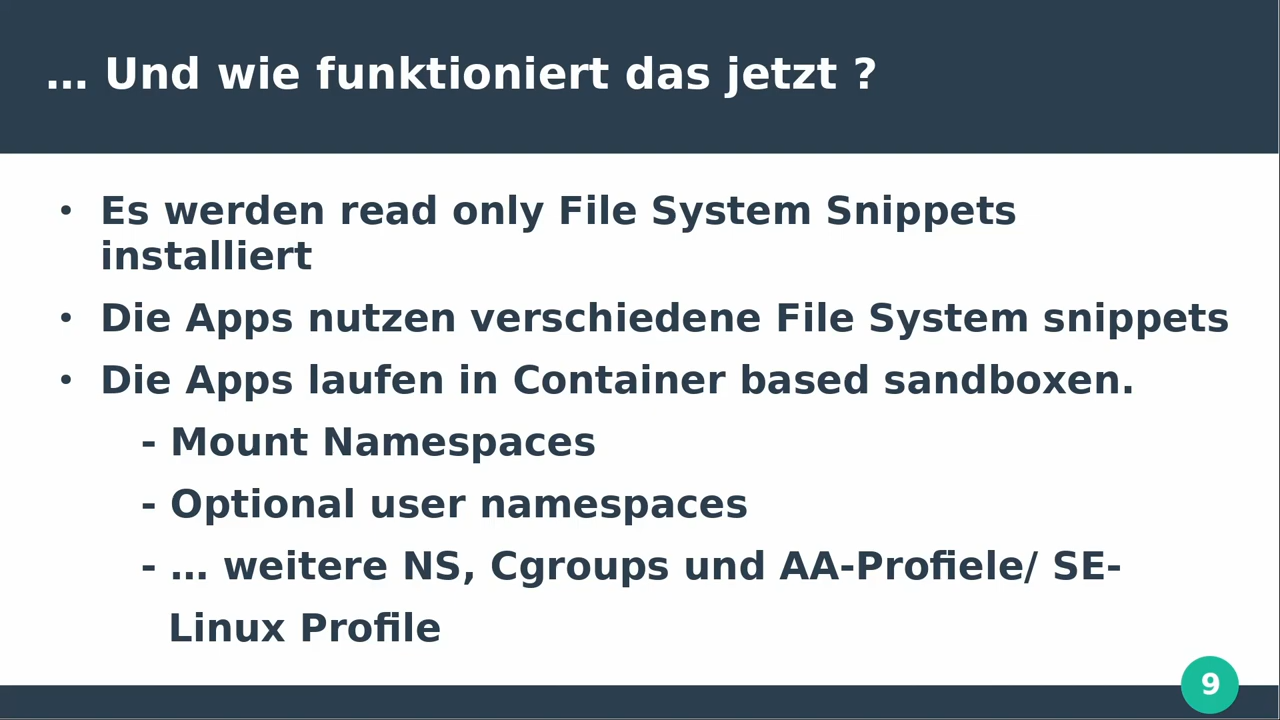 … Und wie funktioniert das jetzt ?
• Es werden read only File System Snippets
installiert
• Die Apps nutzen verschiedene File System snippets
• Die Apps laufen in Container based sandboxen.
- Mount Namespaces
- Optional user namespaces
- … weitere NS, Cgroups und AA-Profiele/ SE-
Linux Profile
9